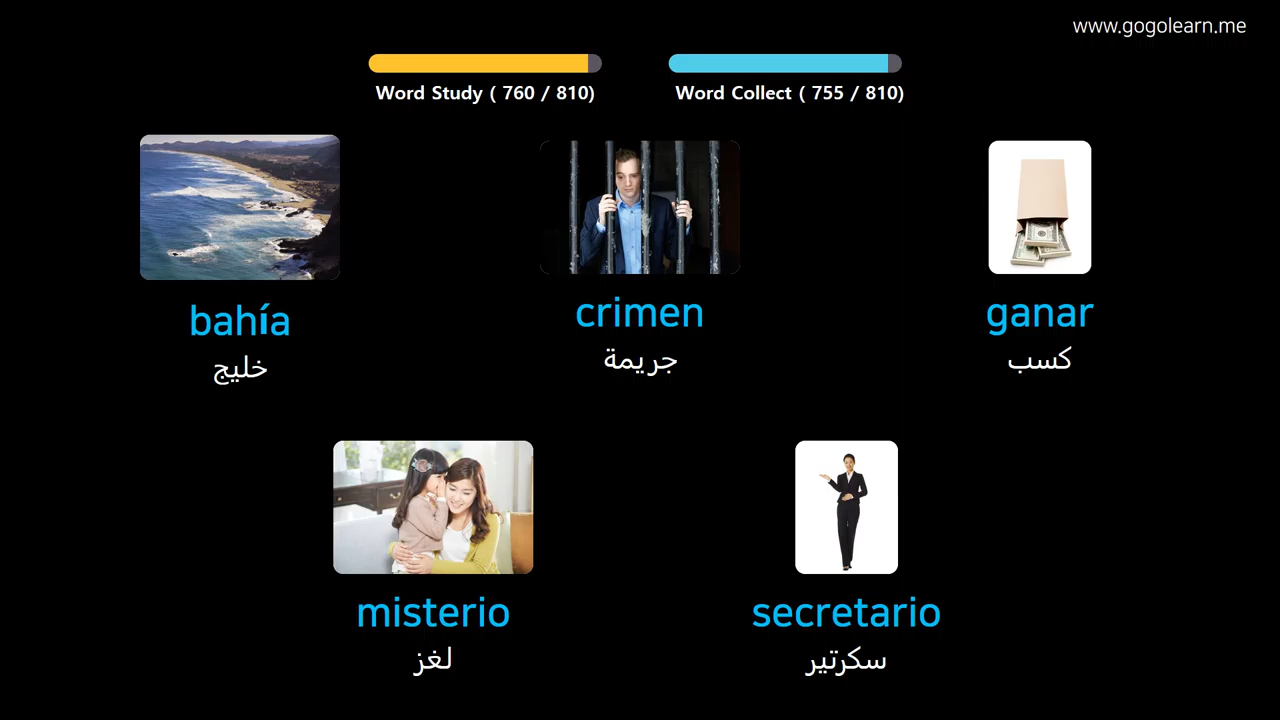 www.gogolearn.me
Word Study ( 760 / 810)
Word Collect ( 755 / 810)
bahía
خليج
crimen
جريمة
ganar
كسب
misterio
لغز
secretario
سكرتير